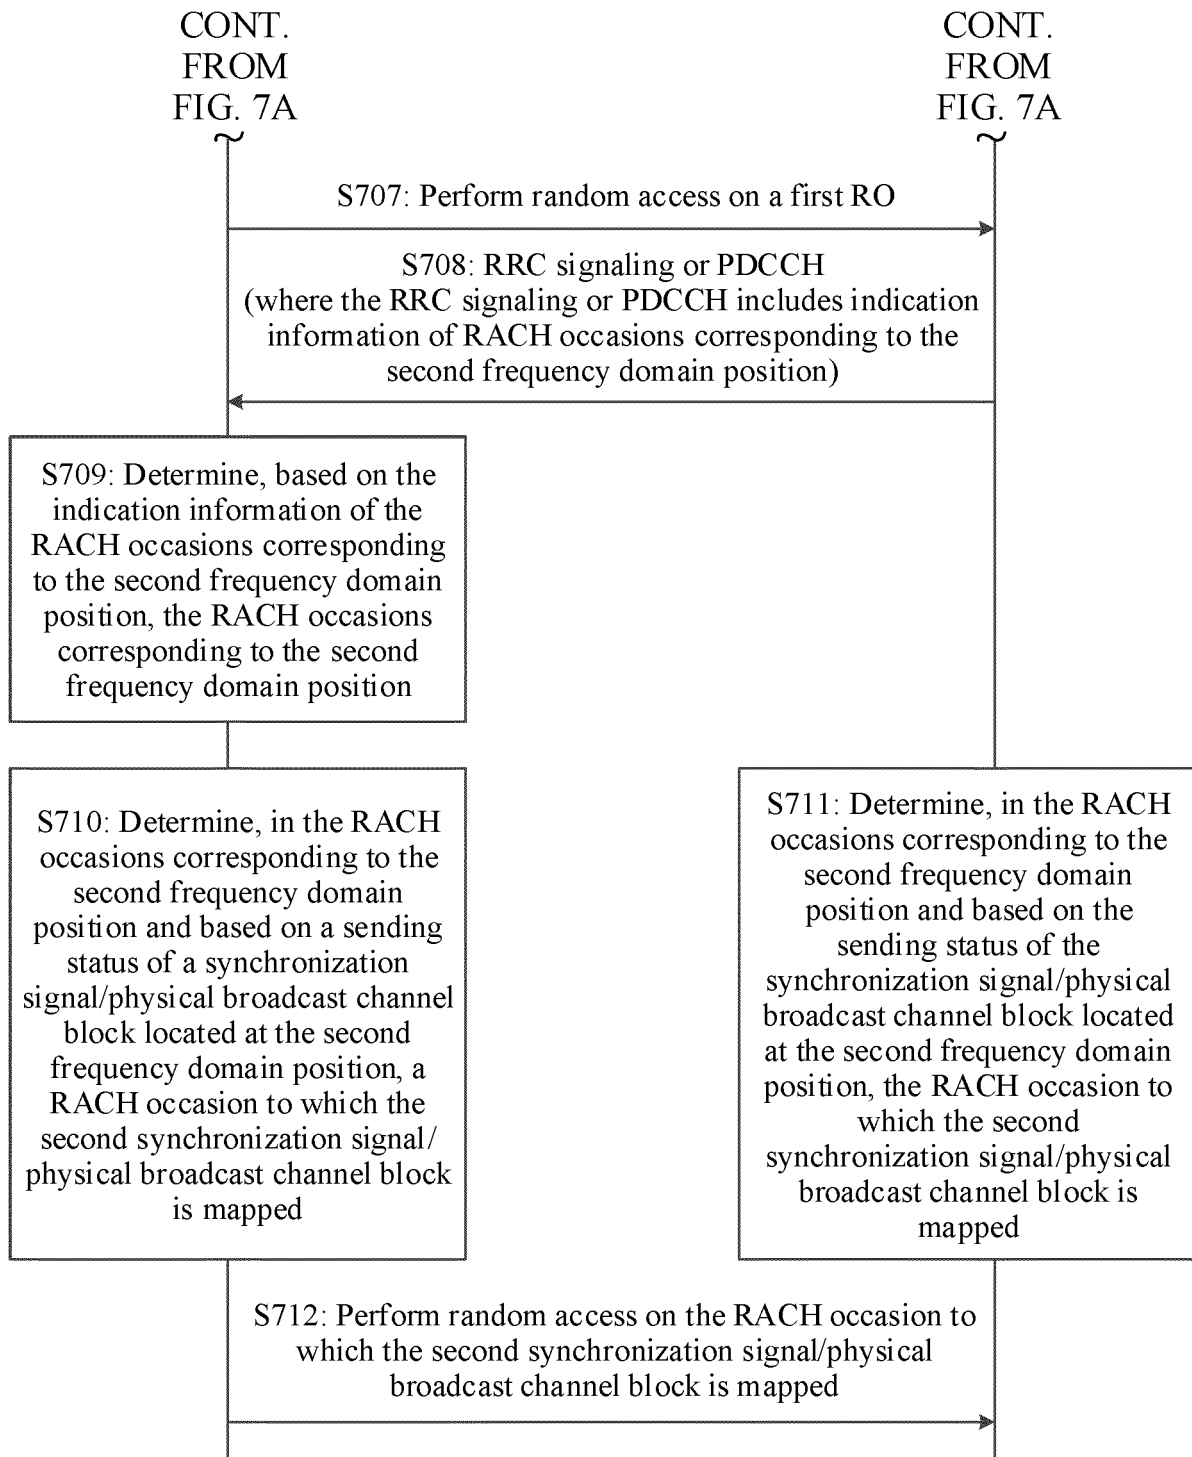 CONT.
FROM
FIG. 7A
CONT.
FROM
FIG. 7A
S707: Perform random access on a first RO
S708: RRC signaling or PDCCH
(where the RRC signaling or PDCCH includes indication
information of RACH occasions corresponding to the
second frequency domain position)
S709: Determine, based on the
indication information of the
RACH occasions corresponding
to the second frequency domain
position, the RACH occasions
corresponding to the second
frequency domain position
S710: Determine, in the RACH
occasions corresponding to the
second frequency domain
position and based on a sending
status of a synchronization
signal/physical broadcast channel
block located at the second
frequency domain position, a
RACH occasion to which the
second synchronization signal/
physical broadcast channel block
is mapped
S711: Determine, in the RACH
occasions corresponding to the
second frequency domain
position and based on the
sending status of the
synchronization signal/physical
broadcast channel block located
at the second frequency domain
position, the RACH occasion to
which the second
synchronization signal/physical
broadcast channel block is
mapped
S712: Perform random access on the RACH occasion to
which the second synchronization signal/physical
broadcast channel block is mapped